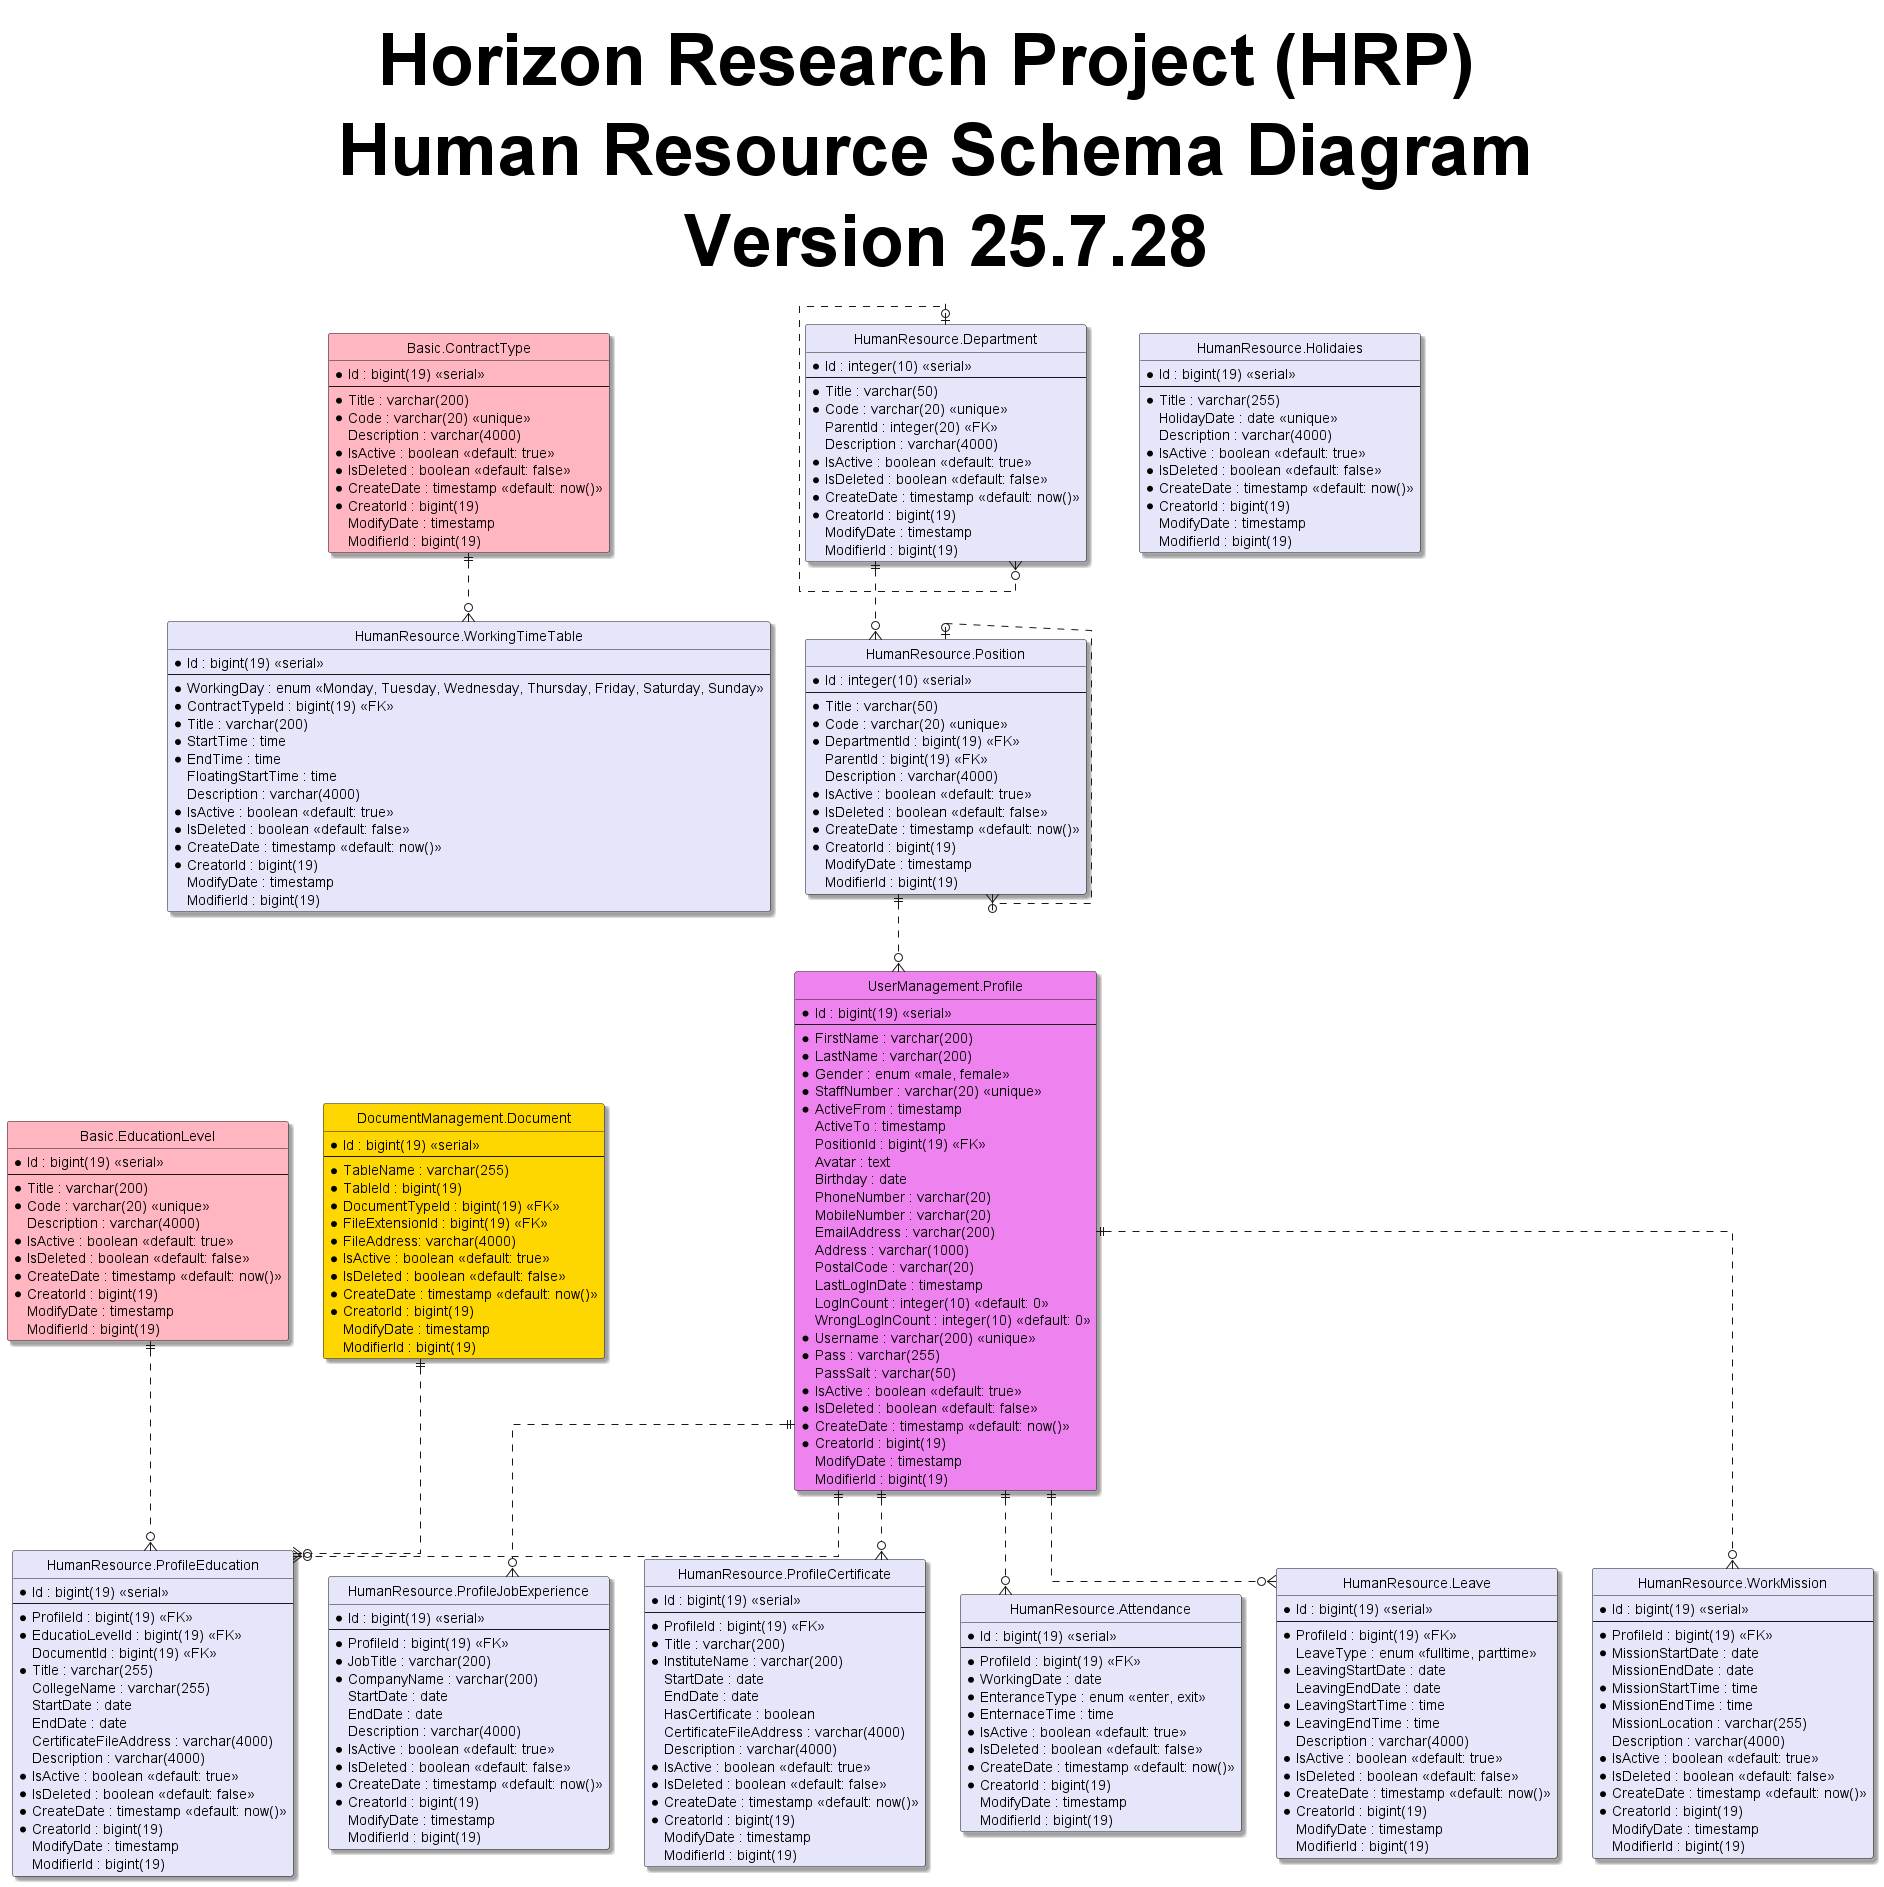 Horizon Research Project (HRP)
Human Resource Schema Diagram
Version 25.7.28
Basic.ContractType
Id : bigint(19) «serial»
Title : varchar(200)
Code : varchar(20) «unique»
Description : varchar(4000)
IsActive : boolean «default: true»
IsDeleted : boolean «default: false»
CreateDate : timestamp «default: now()»
CreatorId : bigint(19)
ModifyDate : timestamp
ModifierId : bigint(19)
HumanResource.Department
Id : integer(10) «serial»
Title : varchar(50)
Code : varchar(20) «unique»
ParentId : integer(20) «FK»
Description : varchar(4000)
IsActive : boolean «default: true»
IsDeleted : boolean «default: false»
CreateDate : timestamp «default: now()»
CreatorId : bigint(19)
ModifyDate : timestamp
ModifierId : bigint(19)
HumanResource.Holidaies
Id : bigint(19) «serial»
Title : varchar(255)
HolidayDate : date «unique»
Description : varchar(4000)
IsActive : boolean «default: true»
IsDeleted : boolean «default: false»
CreateDate : timestamp «default: now()»
CreatorId : bigint(19)
ModifyDate : timestamp
ModifierId : bigint(19)
HumanResource.WorkingTimeTable
Id : bigint(19) «serial»
WorkingDay : enum «Monday, Tuesday, Wednesday, Thursday, Friday, Saturday, Sunday»
ContractTypeId : bigint(19) «FK»
Title : varchar(200)
StartTime : time
EndTime : time
FloatingStartTime : time
Description : varchar(4000)
IsActive : boolean «default: true»
IsDeleted : boolean «default: false»
CreateDate : timestamp «default: now()»
CreatorId : bigint(19)
ModifyDate : timestamp
ModifierId : bigint(19)
HumanResource.Position
Id : integer(10) «serial»
Title : varchar(50)
Code : varchar(20) «unique»
DepartmentId : bigint(19) «FK»
ParentId : bigint(19) «FK»
Description : varchar(4000)
IsActive : boolean «default: true»
IsDeleted : boolean «default: false»
CreateDate : timestamp «default: now()»
CreatorId : bigint(19)
ModifyDate : timestamp
ModifierId : bigint(19)
UserManagement.Profile
Id : bigint(19) «serial»
FirstName : varchar(200)
LastName : varchar(200)
Gender : enum «male, female»
StaffNumber : varchar(20) «unique»
ActiveFrom : timestamp
ActiveTo : timestamp
PositionId : bigint(19) «FK»
Avatar : text
Birthday : date
PhoneNumber : varchar(20)
MobileNumber : varchar(20)
EmailAddress : varchar(200)
Address : varchar(1000)
PostalCode : varchar(20)
LastLogInDate : timestamp
LogInCount : integer(10) «default: 0»
WrongLogInCount : integer(10) «default: 0»
Username : varchar(200) «unique»
Pass : varchar(255)
PassSalt : varchar(50)
IsActive : boolean «default: true»
IsDeleted : boolean «default: false»
CreateDate : timestamp «default: now()»
CreatorId : bigint(19)
ModifyDate : timestamp
ModifierId : bigint(19)
Basic.EducationLevel
Id : bigint(19) «serial»
Title : varchar(200)
Code : varchar(20) «unique»
Description : varchar(4000)
IsActive : boolean «default: true»
IsDeleted : boolean «default: false»
CreateDate : timestamp «default: now()»
CreatorId : bigint(19)
ModifyDate : timestamp
ModifierId : bigint(19)
DocumentManagement.Document
Id : bigint(19) «serial»
TableName : varchar(255)
TableId : bigint(19)
DocumentTypeId : bigint(19) «FK»
FileExtensionId : bigint(19) «FK»
FileAddress: varchar(4000)
IsActive : boolean «default: true»
IsDeleted : boolean «default: false»
CreateDate : timestamp «default: now()»
CreatorId : bigint(19)
ModifyDate : timestamp
ModifierId : bigint(19)
HumanResource.ProfileEducation
Id : bigint(19) «serial»
ProfileId : bigint(19) «FK»
EducatioLevelId : bigint(19) «FK»
DocumentId : bigint(19) «FK»
Title : varchar(255)
CollegeName : varchar(255)
StartDate : date
EndDate : date
CertificateFileAddress : varchar(4000)
Description : varchar(4000)
IsActive : boolean «default: true»
IsDeleted : boolean «default: false»
CreateDate : timestamp «default: now()»
CreatorId : bigint(19)
ModifyDate : timestamp
ModifierId : bigint(19)
HumanResource.ProfileJobExperience
Id : bigint(19) «serial»
ProfileId : bigint(19) «FK»
JobTitle : varchar(200)
CompanyName : varchar(200)
StartDate : date
EndDate : date
Description : varchar(4000)
IsActive : boolean «default: true»
IsDeleted : boolean «default: false»
CreateDate : timestamp «default: now()»
CreatorId : bigint(19)
ModifyDate : timestamp
ModifierId : bigint(19)
HumanResource.ProfileCertificate
Id : bigint(19) «serial»
ProfileId : bigint(19) «FK»
Title : varchar(200)
InstituteName : varchar(200)
StartDate : date
EndDate : date
HasCertificate : boolean
CertificateFileAddress : varchar(4000)
Description : varchar(4000)
IsActive : boolean «default: true»
IsDeleted : boolean «default: false»
CreateDate : timestamp «default: now()»
CreatorId : bigint(19)
ModifyDate : timestamp
ModifierId : bigint(19)
HumanResource.Attendance
Id : bigint(19) «serial»
ProfileId : bigint(19) «FK»
WorkingDate : date
EnteranceType : enum «enter, exit»
EnternaceTime : time
IsActive : boolean «default: true»
IsDeleted : boolean «default: false»
CreateDate : timestamp «default: now()»
CreatorId : bigint(19)
ModifyDate : timestamp
ModifierId : bigint(19)
HumanResource.Leave
Id : bigint(19) «serial»
ProfileId : bigint(19) «FK»
LeaveType : enum «fulltime, parttime»
LeavingStartDate : date
LeavingEndDate : date
LeavingStartTime : time
LeavingEndTime : time
Description : varchar(4000)
IsActive : boolean «default: true»
IsDeleted : boolean «default: false»
CreateDate : timestamp «default: now()»
CreatorId : bigint(19)
ModifyDate : timestamp
ModifierId : bigint(19)
HumanResource.WorkMission
Id : bigint(19) «serial»
ProfileId : bigint(19) «FK»
MissionStartDate : date
MissionEndDate : date
MissionStartTime : time
MissionEndTime : time
MissionLocation : varchar(255)
Description : varchar(4000)
IsActive : boolean «default: true»
IsDeleted : boolean «default: false»
CreateDate : timestamp «default: now()»
CreatorId : bigint(19)
ModifyDate : timestamp
ModifierId : bigint(19)